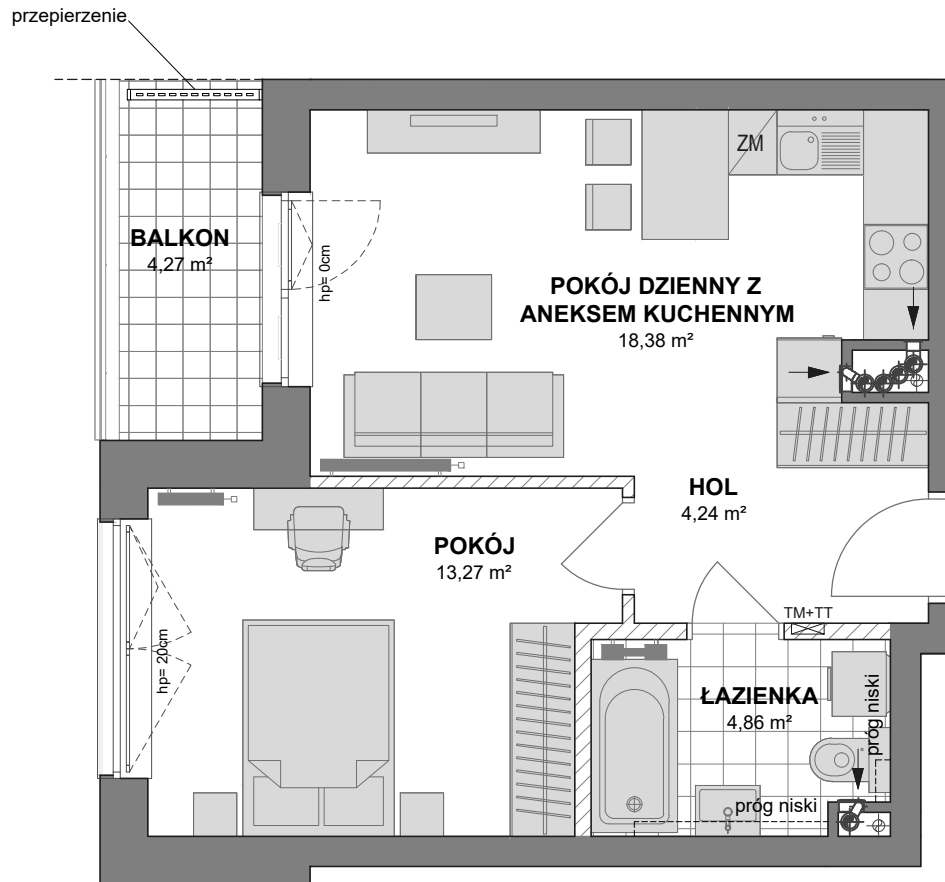 przepierzenie
ZM
BALKON
4,27 m²
hp= 0cm
POKÓJ DZIENNY Z
ANEKSEM KUCHENNYM
18,38 m²
HOL
4,24 m²
POKÓJ
13,27 m²
TM+TT
hp= 20cm
ŁAZIENKA
4,86 m²
próg niski
próg niski